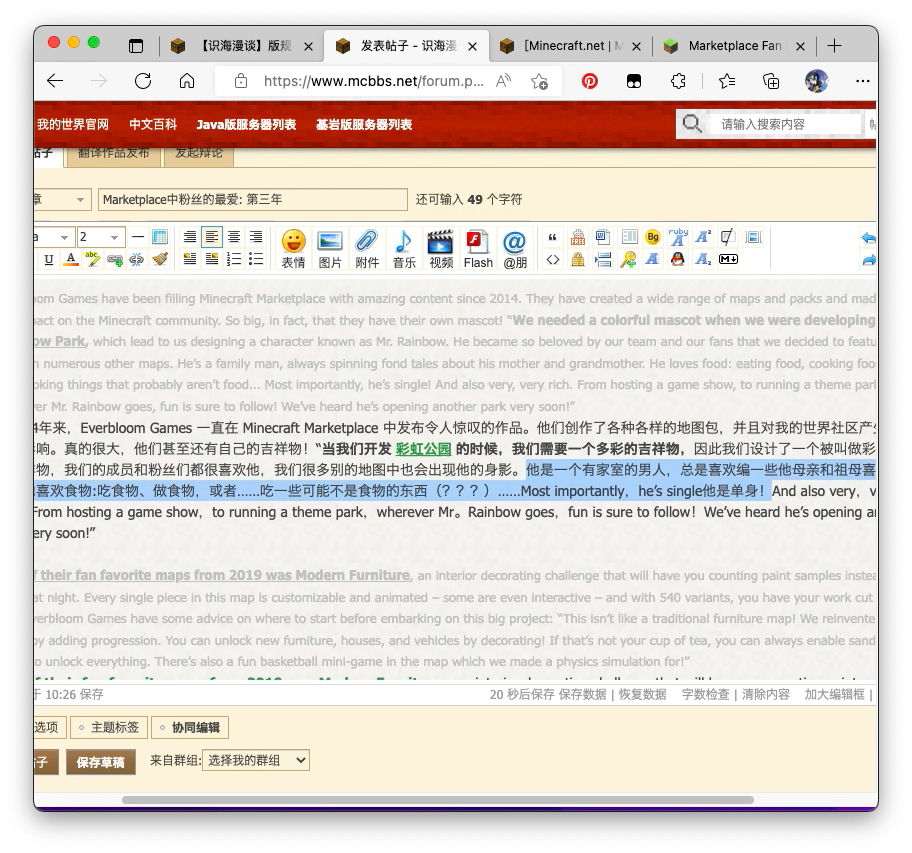 【识海漫谈】版规
发表帖子 - 识海漫
[Minecraft.net | M
Marketplace Fan
https://www.mcbbs.net/forum.p...
我的世界官网 中文百科 Java版服务器列表 基岩版服务器列表
请输入搜索内容
帖子 翻译作品发布 发起辩论
章 Marketplace中粉丝的最爱: 第三年 还可输入 49 个字符
a 2
表情 图片 附件 音乐 视频 Flash @朋
oom Games have been filling Minecraft Marketplace with amazing content since 2014. They have created a wide range of maps and packs and mad
pact on the Minecraft community. So big, in fact, that they have their own mascot! “We needed a colorful mascot when we were developing
ow Park, which lead to us designing a character known as Mr. Rainbow. He became so beloved by our team and our fans that we decided to featu
n numerous other maps. He’s a family man, always spinning fond tales about his mother and grandmother. He loves food: eating food, cooking foo
oking things that probably aren’t food... Most importantly, he’s single! And also very, very rich. From hosting a game show, to running a theme park
ver Mr. Rainbow goes, fun is sure to follow! We’ve heard he’s opening another park very soon!”
4年来，Everbloom Games 一直在 Minecraft Marketplace 中发布令人惊叹的作品。他们创作了各种各样的地图包，并且对我的世界社区产生
响。真的很大，他们甚至还有自己的吉祥物！“当我们开发 彩虹公园 的时候，我们需要一个多彩的吉祥物，因此我们设计了一个被叫做彩
物，我们的成员和粉丝们都很喜欢他，我们很多别的地图中也会出现他的身影。他是一个有家室的男人，总是喜欢编一些他母亲和祖母喜
喜欢食物:吃食物、做食物，或者……吃一些可能不是食物的东西（？？？）……Most importantly，he’s single他是单身！And also very，v
From hosting a game show，to running a theme park，wherever Mr。Rainbow goes，fun is sure to follow！We’ve heard he’s opening a
ery soon!”
f their fan favorite maps from 2019 was Modern Furniture, an interior decorating challenge that will have you counting paint samples inste
at night. Every single piece in this map is customizable and animated – some are even interactive – and with 540 variants, you have your work cut
verbloom Games have some advice on where to start before embarking on this big project: “This isn’t like a traditional furniture map! We reinvente
by adding progression. You can unlock new furniture, houses, and vehicles by decorating! If that’s not your cup of tea, you can always enable sand
o unlock everything. There’s also a fun basketball mini-game in the map which we made a physics simulation for!”
于 10:26 保存 20 秒后保存 保存数据 | 恢复数据 字数检查 | 清除内容 加大编辑框 |
选项 主题标签 协同编辑
子 保存草稿 来自群组: 选择我的群组